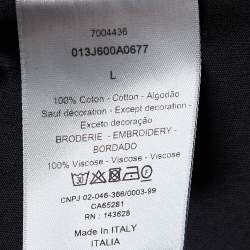 7004436
013J600A0677
L
100% Coton - Cotton - Algodão
Sauf décoration - Except decoration -
Exceto decoração
BRODERIE - EMBROIDERY -
BORDADO
100% Viscose - Viscose - Viscose
CNPJ 02-046-366/0003-99
CA65281
RN : 143628
Made In ITALY
ITALIA